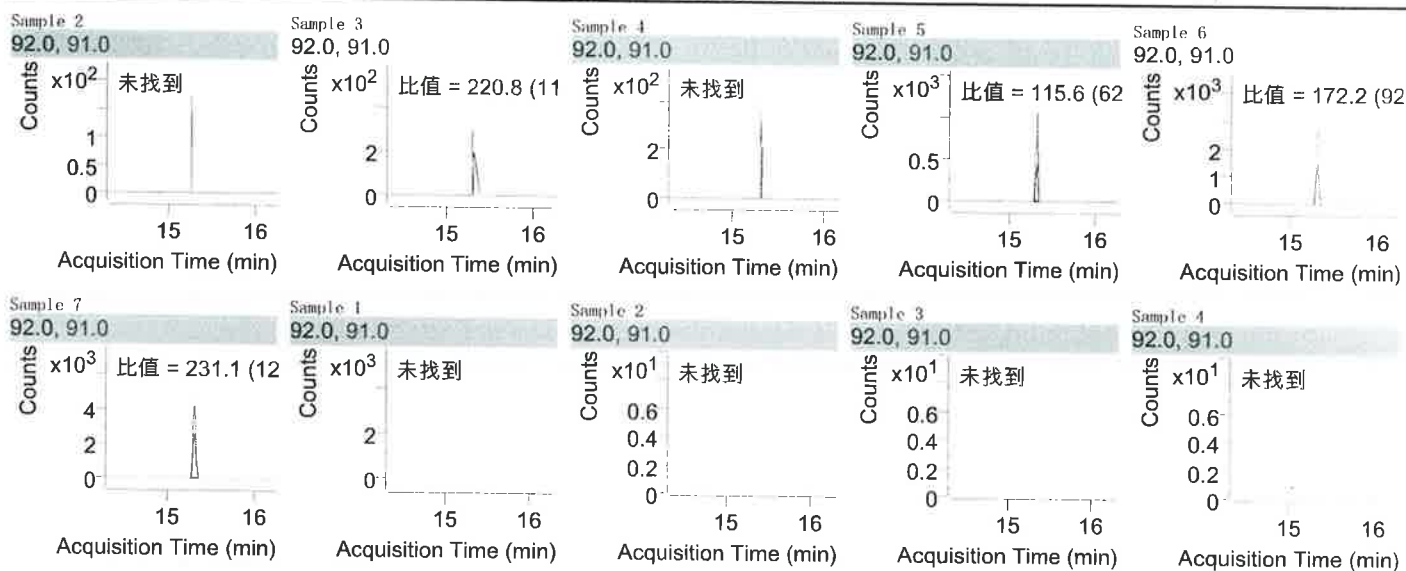 Sample 2
92.0, 91.0
Counts
x10²
未找到
1
0.5
0
15 16
Acquisition Time (min)
Sample 3
92.0, 91.0
Counts
x10²
比值 = 220.8 (11
2
0
15 16
Acquisition Time (min)
Sample 4
92.0, 91.0
Counts
x10²
未找到
2
0
15 16
Acquisition Time (min)
Sample 5
92.0, 91.0
Counts
x10³
比值 = 115.6 (62
0.5
0
15 16
Acquisition Time (min)
Sample 6
92.0, 91.0
Counts
x10³
比值 = 172.2 (92
2
1
0
15 16
Acquisition Time (min)
Sample 7
92.0, 91.0
Counts
x10³
比值 = 231.1 (12
4
2
0
15 16
Acquisition Time (min)
Sample 1
92.0, 91.0
Counts
x10³
未找到
2
0
15 16
Acquisition Time (min)
Sample 2
92.0, 91.0
Counts
x10¹
未找到
0.6
0.4
0.2
0
15 16
Acquisition Time (min)
Sample 3
92.0, 91.0
Counts
x10¹
未找到
0.6
0.4
0.2
0
15 16
Acquisition Time (min)
Sample 4
92.0, 91.0
Counts
x10¹
未找到
0.6
0.4
0.2
0
15 16
Acquisition Time (min)